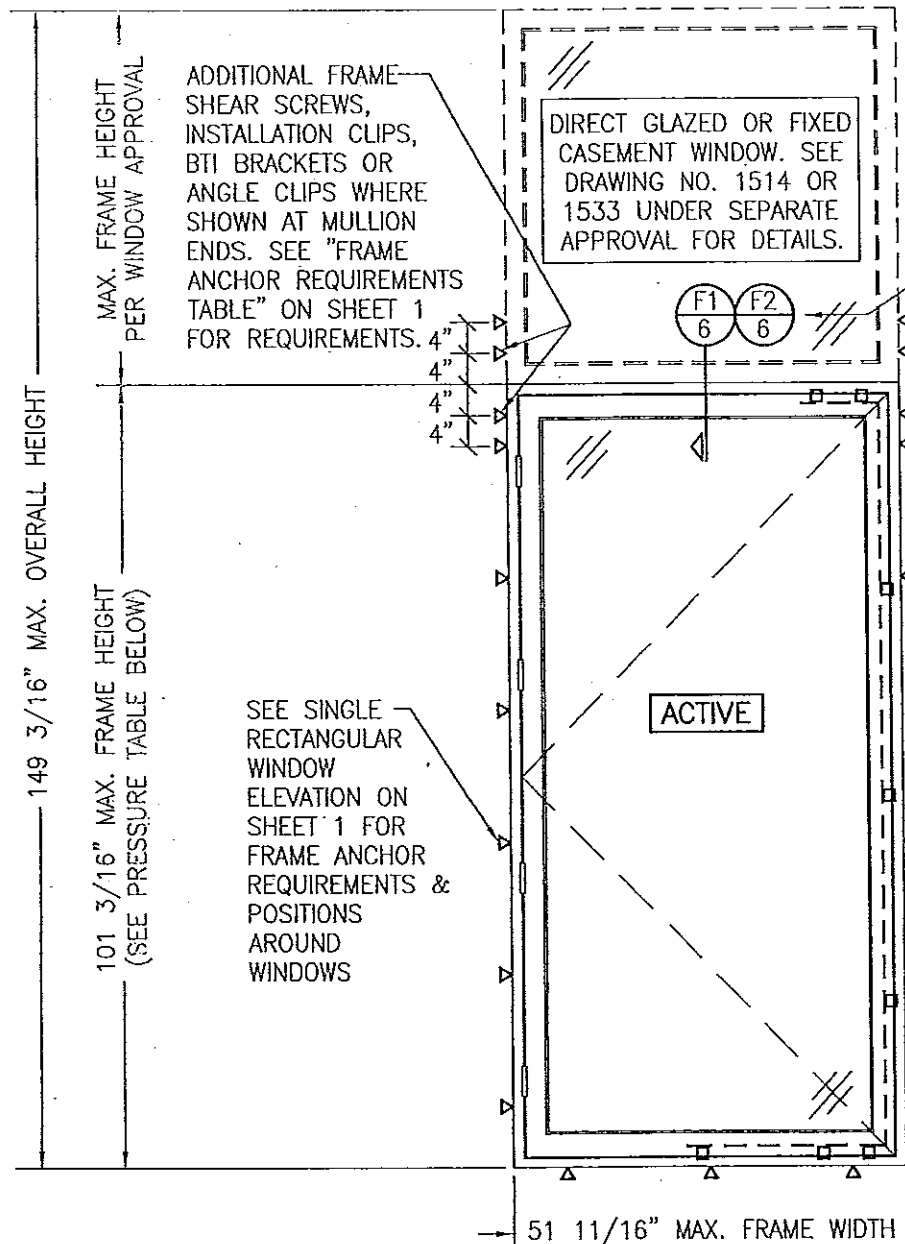 149 3/16" MAX. OVERALL HEIGHT
MAX. FRAME HEIGHT
PER WINDOW APPROVAL
101 3/16" MAX. FRAME HEIGHT
(SEE PRESSURE TABLE BELOW)
ADDITIONAL FRAME
SHEAR SCREWS,
INSTALLATION CLIPS,
BTI BRACKETS OR
ANGLE CLIPS WHERE
SHOWN AT MULLION
ENDS. SEE "FRAME
ANCHOR REQUIREMENTS
TABLE" ON SHEET 1
FOR REQUIREMENTS.
4"
4"
4"
4"
DIRECT GLAZED OR FIXED
CASEMENT WINDOW. SEE
DRAWING NO. 1514 OR
1533 UNDER SEPARATE
APPROVAL FOR DETAILS.
F1 F2
6 6
SEE SINGLE
RECTANGULAR
WINDOW
ELEVATION ON
SHEET 1 FOR
FRAME ANCHOR
REQUIREMENTS &
POSITIONS
AROUND
WINDOWS
ACTIVE
51 11/16" MAX. FRAME WIDTH